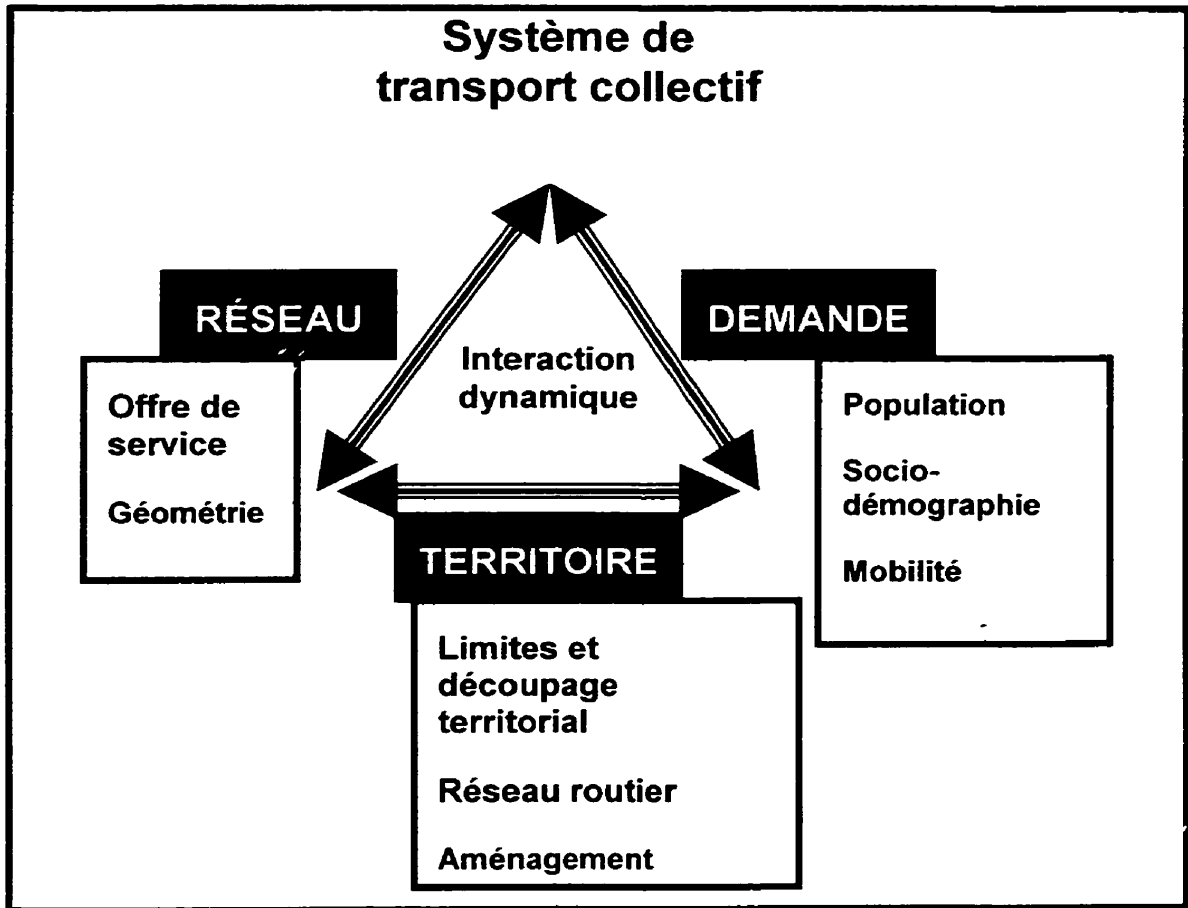 Système de
transport collectif
RÉSEAU
Offre de
service
Géométrie
Interaction
dynamique
DEMANDE
Population
Socio-
démographie
Mobilité
TERRITOIRE
Limites et
découpage
territorial
Réseau routier
Aménagement